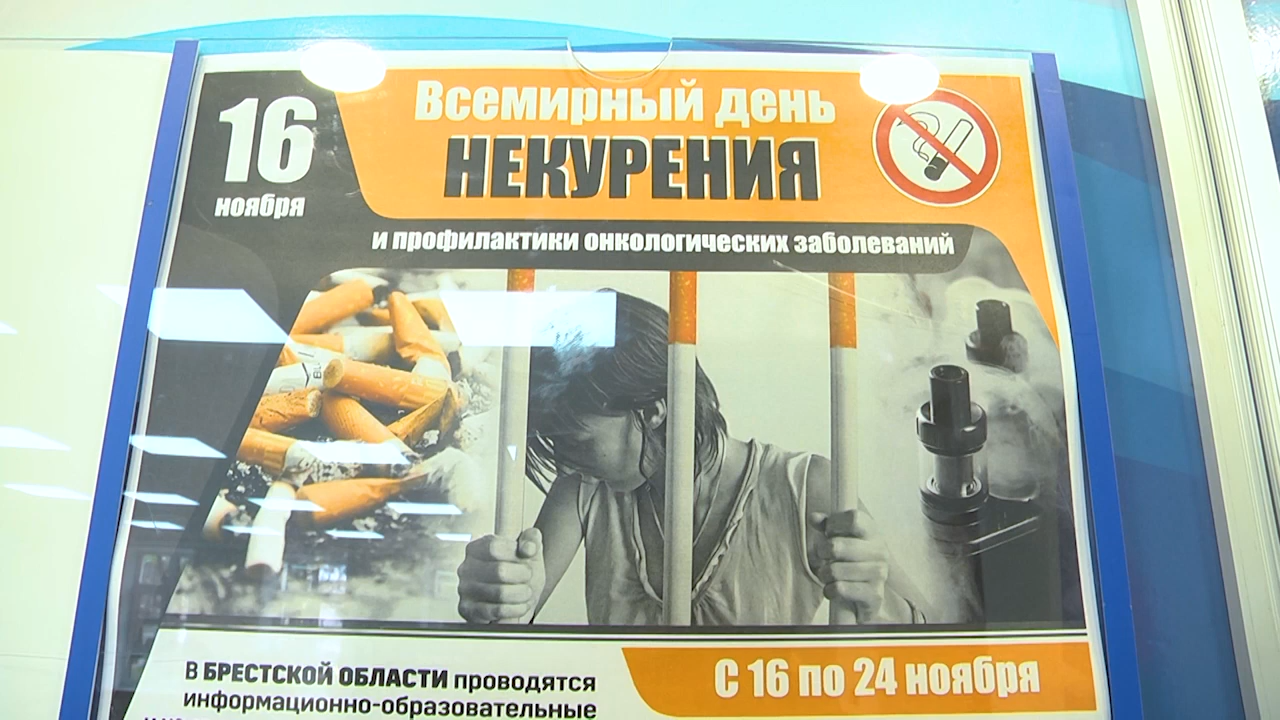 16
ноября
Всемирный день
НЕКУРЕНИЯ
и профилактики онкологических заболеваний
В БРЕСТСКОЙ ОБЛАСТИ проводятся
информационно-образовательные
С 16 по 24 ноября